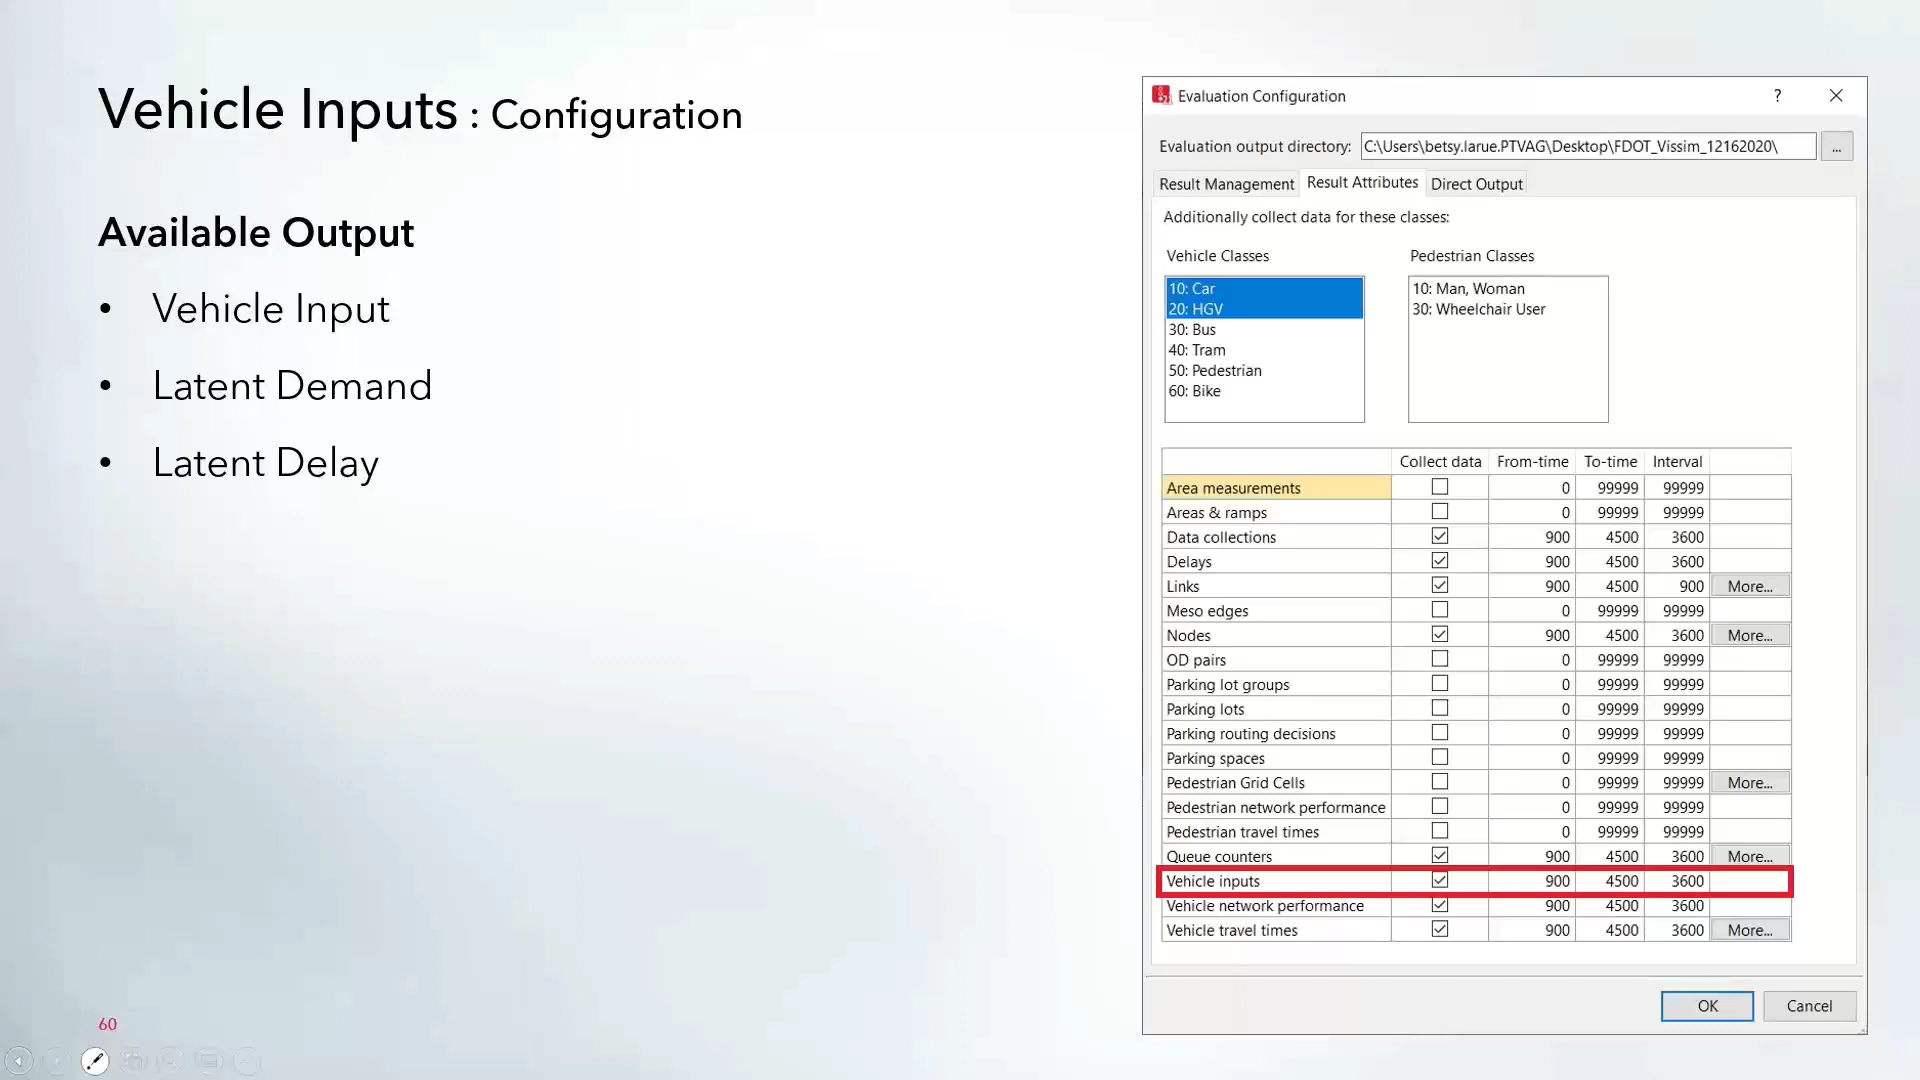 Vehicle Inputs : Configuration
Available Output
• Vehicle Input
• Latent Demand
• Latent Delay
60
Evaluation Configuration ?
Evaluation output directory: C:\Users\betsy.larue.PTVAG\Desktop\FDOT_Vissim_12162020\ ...
Result Management Result Attributes Direct Output
Additionally collect data for these classes:
Vehicle Classes Pedestrian Classes
10: Car 10: Man, Woman
20: HGV 30: Wheelchair User
30: Bus
40: Tram
50: Pedestrian
60: Bike
Collect data From-time To-time Interval
Area measurements 0 99999 99999
Areas & ramps 0 99999 99999
Data collections 900 4500 3600
Delays 900 4500 3600
Links 900 4500 900 More...
Meso edges 0 99999 99999
Nodes 900 4500 3600 More...
OD pairs 0 99999 99999
Parking lot groups 0 99999 99999
Parking lots 0 99999 99999
Parking routing decisions 0 99999 99999
Parking spaces 0 99999 99999
Pedestrian Grid Cells 0 99999 99999 More...
Pedestrian network performance 0 99999 99999
Pedestrian travel times 0 99999 99999
Queue counters 900 4500 3600 More...
Vehicle inputs 900 4500 3600
Vehicle network performance 900 4500 3600
Vehicle travel times 900 4500 3600 More...
OK Cancel